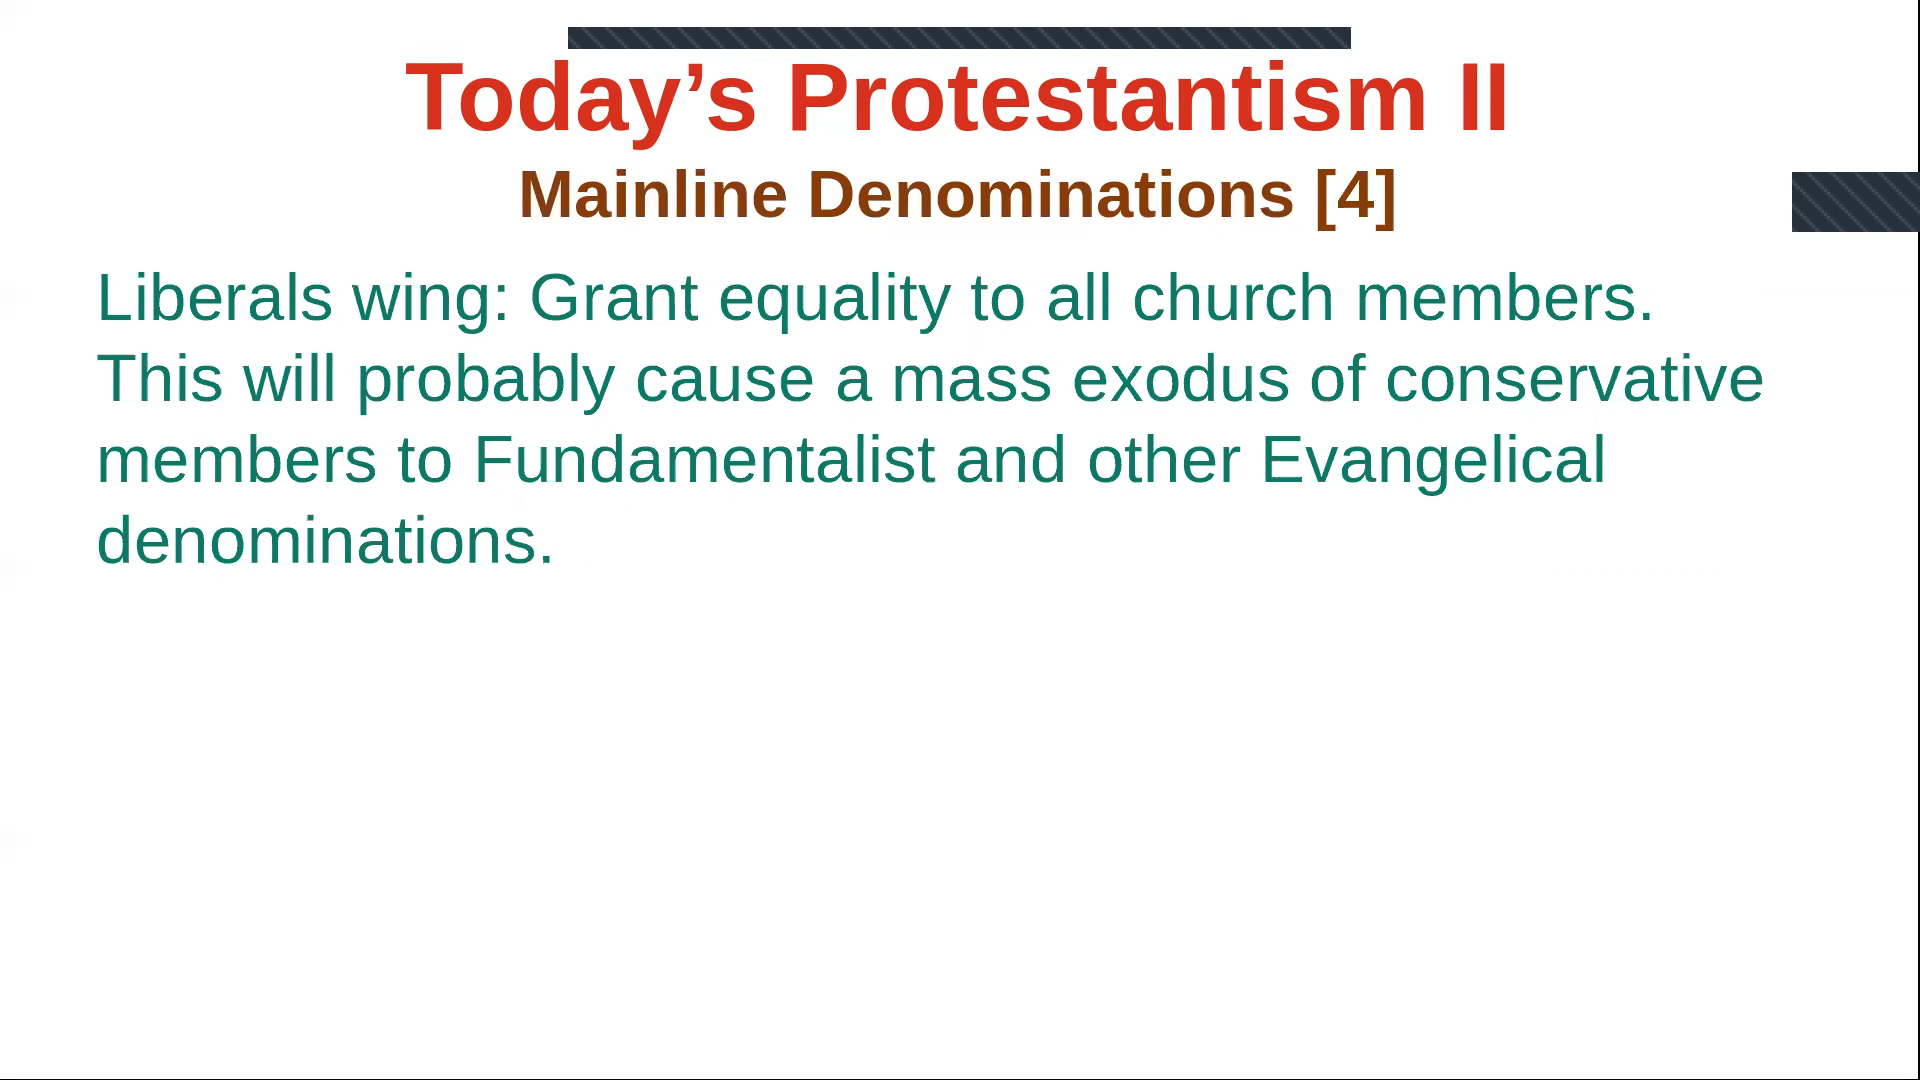 Today’s Protestantism II
Mainline Denominations [4]
Liberals wing: Grant equality to all church members.
This will probably cause a mass exodus of conservative
members to Fundamentalist and other Evangelical
denominations.